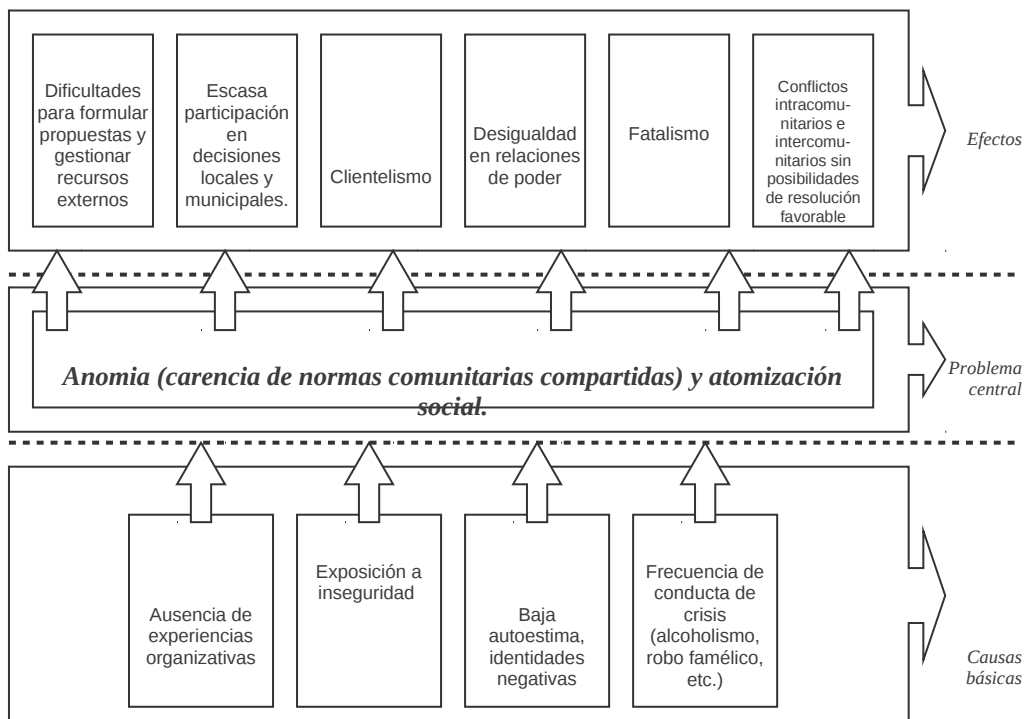 Dificultades
para formular
propuestas y
gestionar
recursos
externos
Escasa
participación
en
decisiones
locales y
municipales.
Clientelismo
Desigualdad
en relaciones
de poder
Fatalismo
Conflictos
intracomu-
nitarios e
intercomu-
nitarios sin
posibilidades
de resolución
favorable
Efectos
Anomia (carencia de normas comunitarias compartidas) y atomización
social.
Problema
central
Ausencia de
experiencias
organizativas
Exposición a
inseguridad
Baja
autoestima,
identidades
negativas
Frecuencia de
conducta de
crisis
(alcoholismo,
robo famélico,
etc.)
Causas
básicas